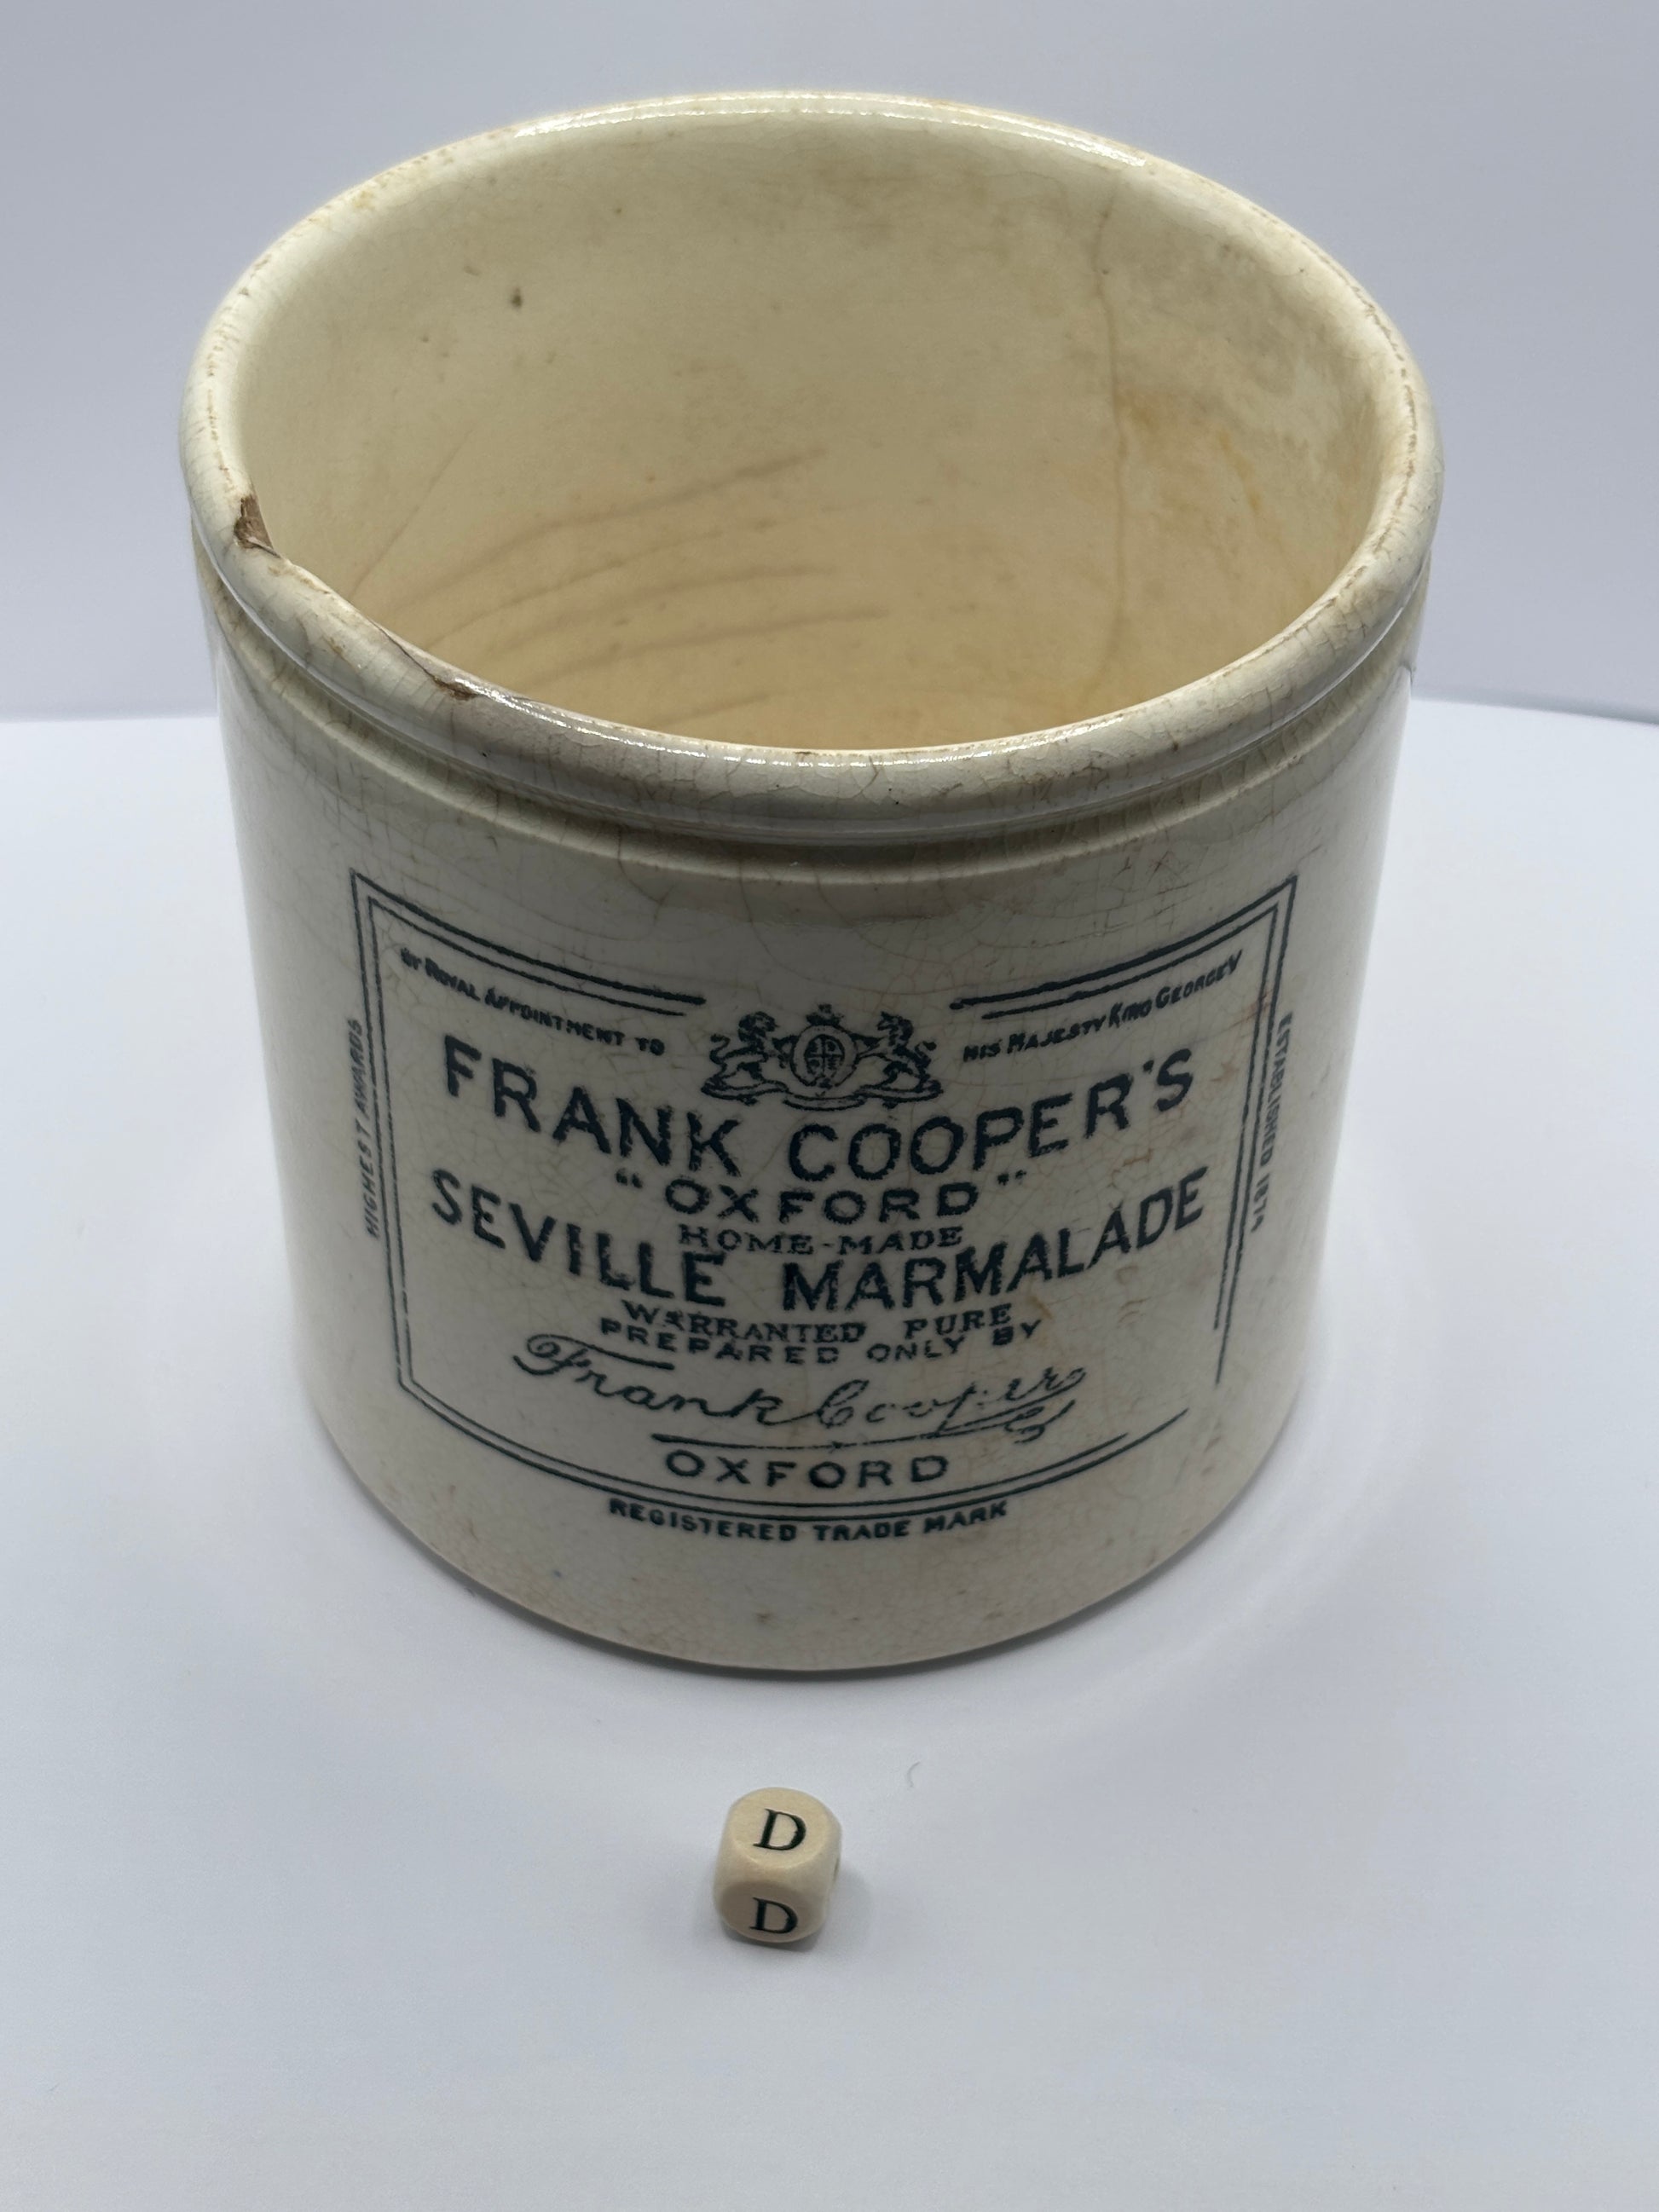 BY ROYAL APPOINTMENT TO
HIS MAJESTY KING GEORGE V
FRANK COOPER'S
"OXFORD"
HOME-MADE
SEVILLE MARMALADE
WARRANTED PURE
PREPARED ONLY BY
Frank Cooper
OXFORD
REGISTERED TRADE MARK
HIGHEST AWARDS
ESTABLISHED 1874
D
D